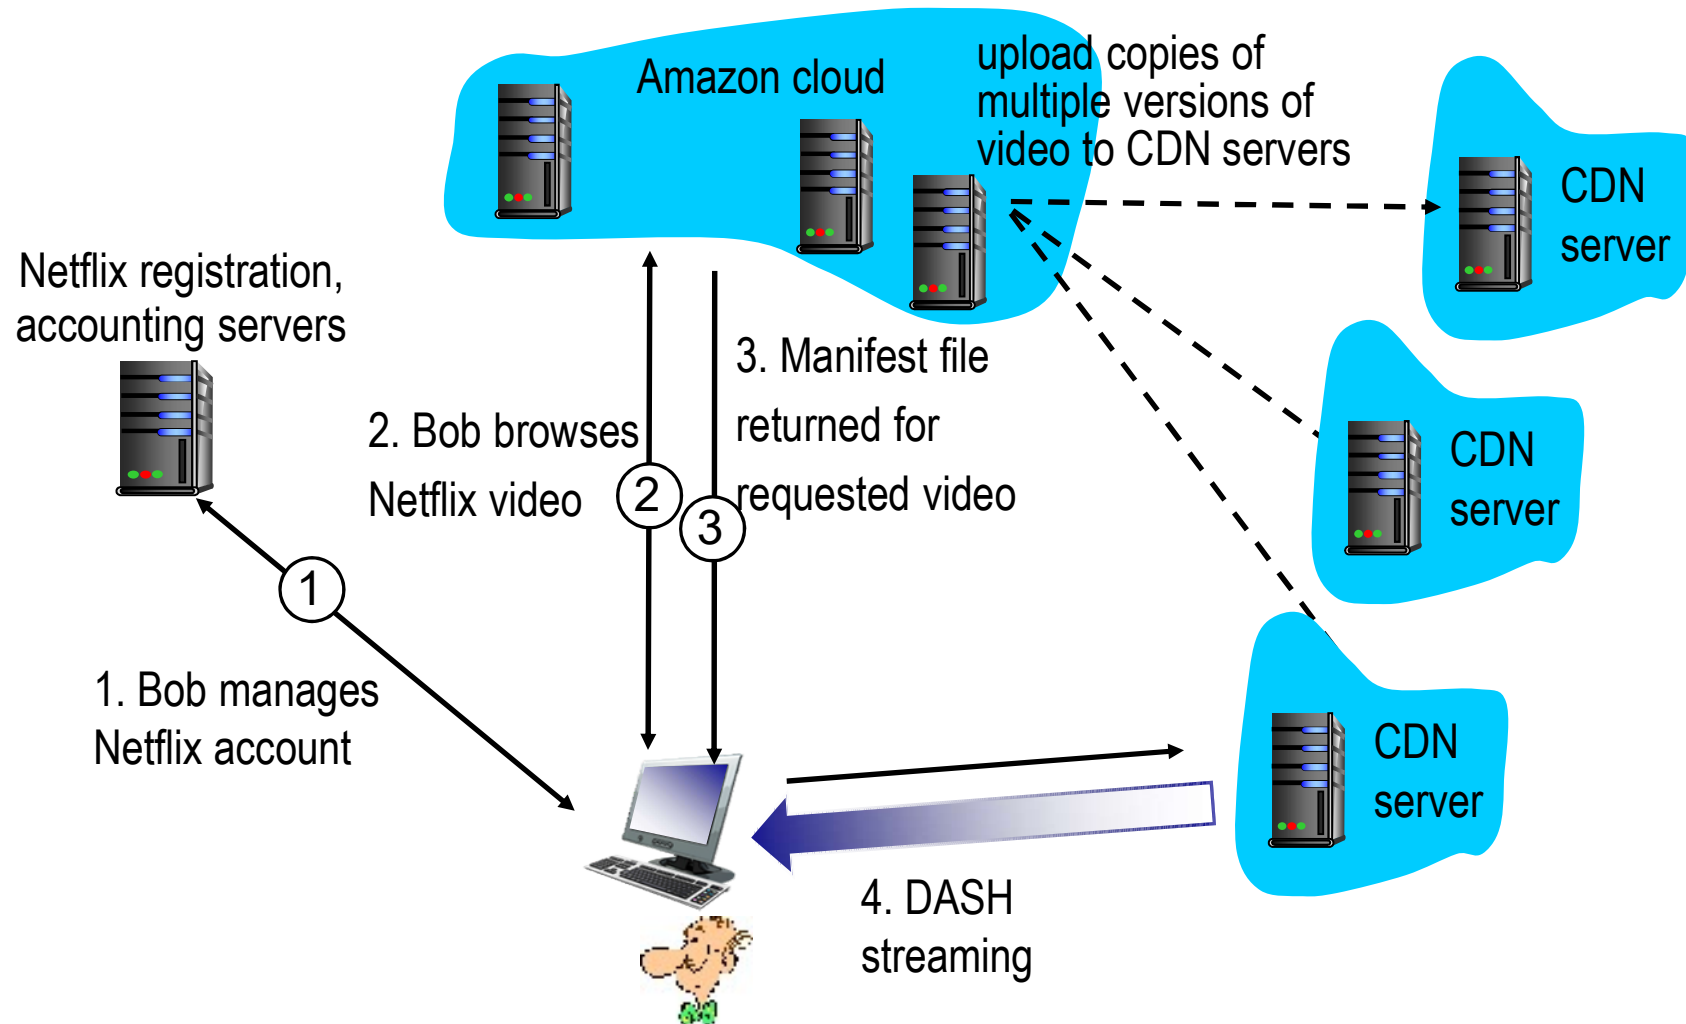 Amazon cloud
upload copies of
multiple versions of
video to CDN servers
CDN
server
Netflix registration,
accounting servers
3. Manifest file
returned for
requested video
2. Bob browses
Netflix video
2
3
CDN
server
1
1. Bob manages
Netflix account
CDN
server
4. DASH
streaming